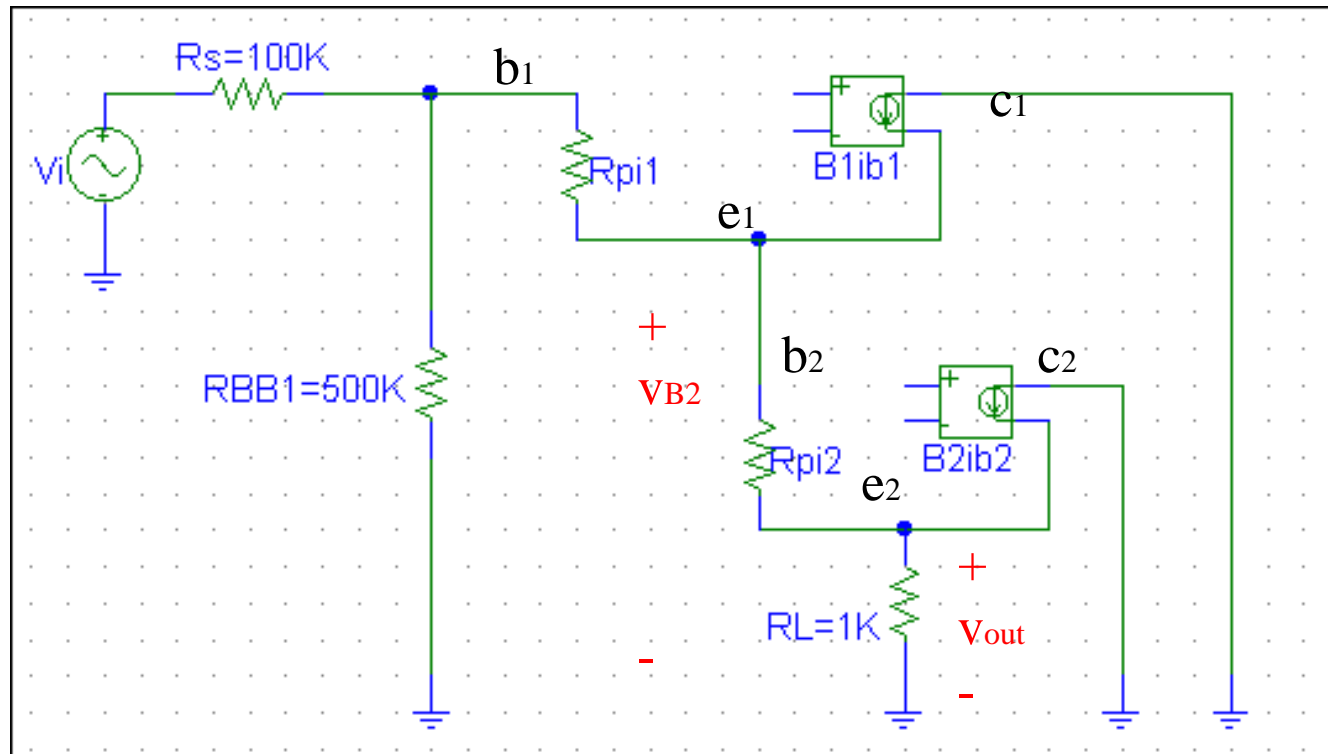 Rs=100K
b1
c1
Vi
+
-
+
-
B1ib1
Rpi1
e1
+
vB2
-
b2
c2
RBB1=500K
+
-
B2ib2
Rpi2
e2
+
RL=1K
vout
-